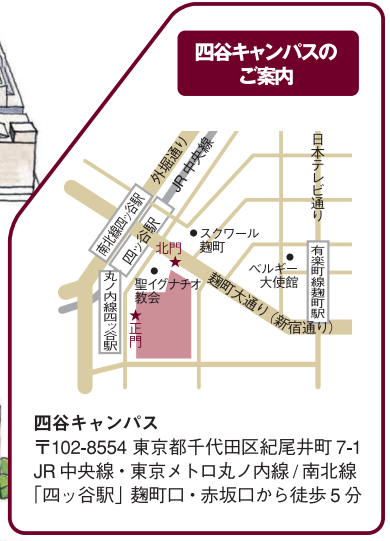 四谷キャンパスの
ご案内
外堀通り
JR中央線
日本テレビ通り
南北線四ツ谷駅
四ッ谷駅
スクワール
麹町
北門
ベルギー
大使館
有楽町線麹町駅
聖イグナチオ
教会
麹町大通り(新宿通り)
丸ノ内線四ッ谷駅
正門
四谷キャンパス
〒102-8554 東京都千代田区紀尾井町 7-1
JR 中央線・東京メトロ丸ノ内線 / 南北線
「四ッ谷駅」麹町口・赤坂口から徒歩 5 分